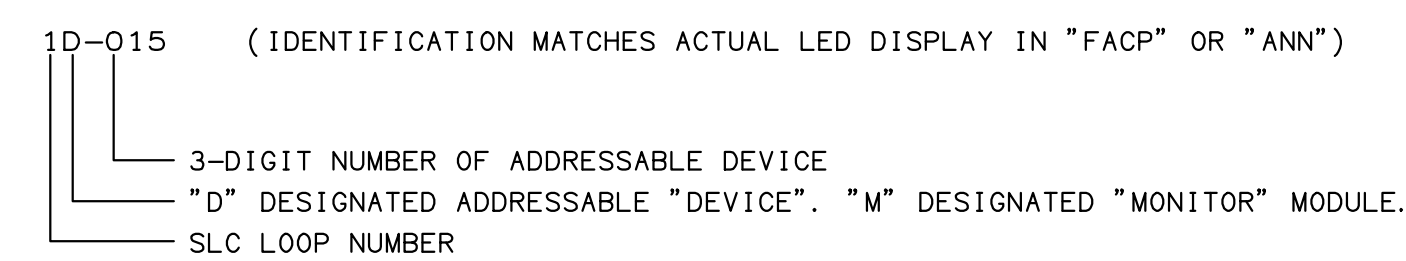 1D-015 (IDENTIFICATION MATCHES ACTUAL LED DISPLAY IN "FACP" OR "ANN")
3-DIGIT NUMBER OF ADDRESSABLE DEVICE
"D" DESIGNATED ADDRESSABLE "DEVICE". "M" DESIGNATED "MONITOR" MODULE.
SLC LOOP NUMBER